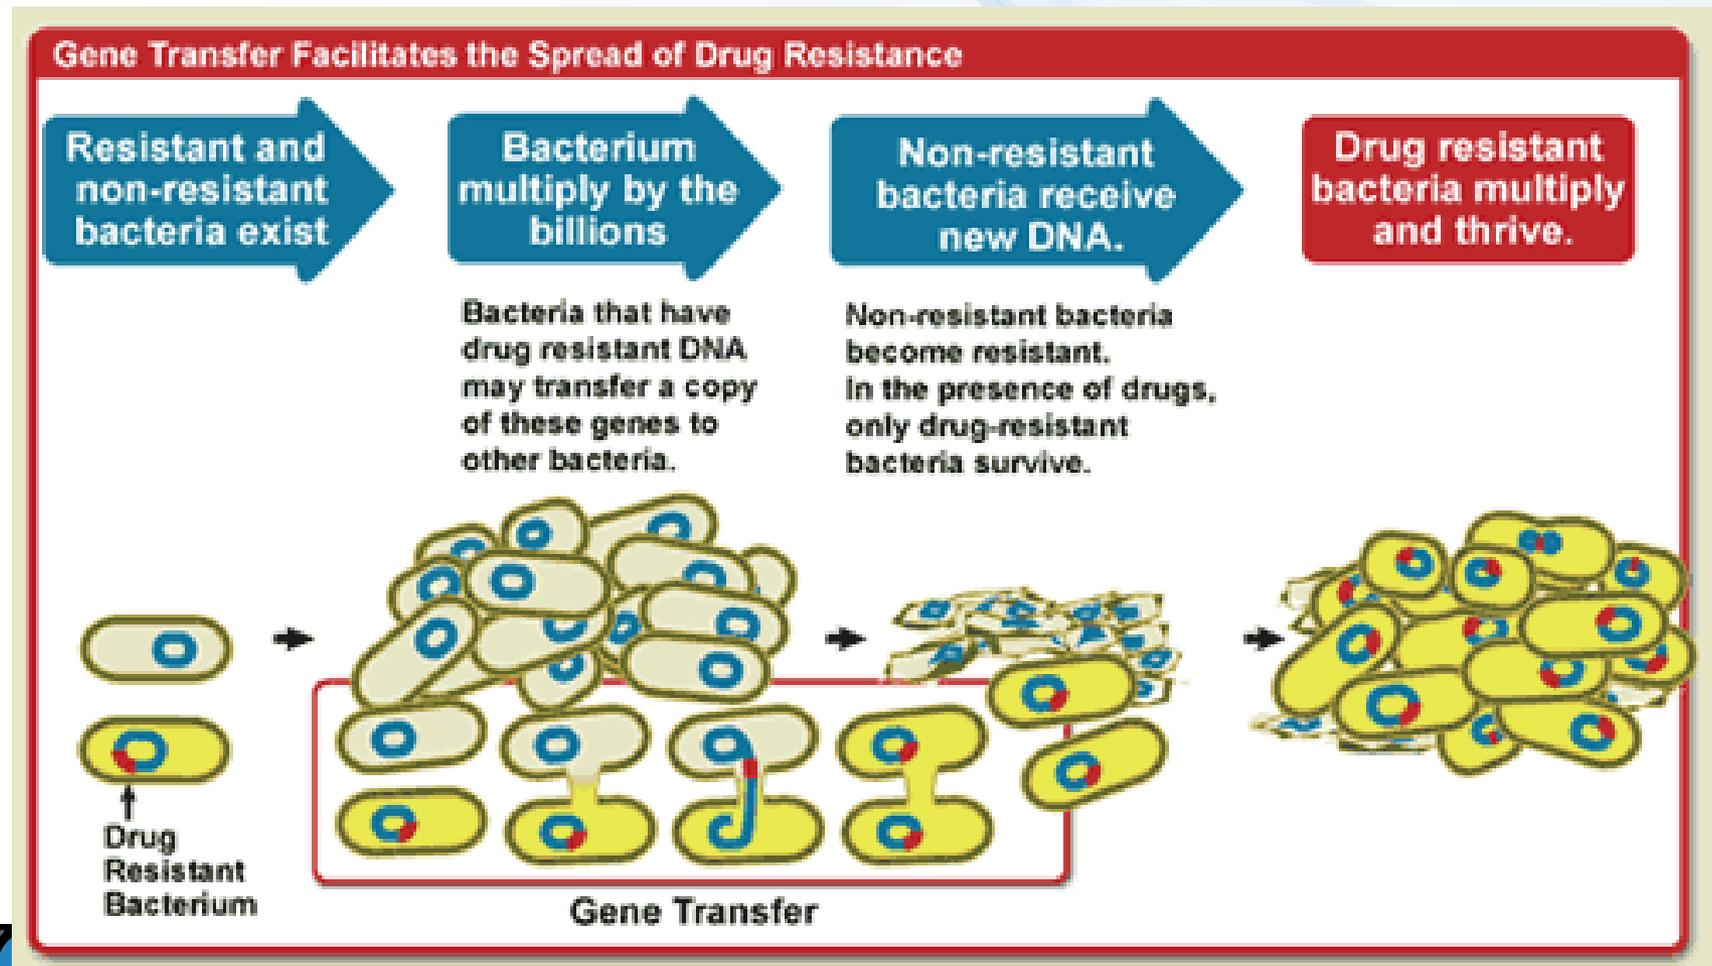 Gene Transfer Facilitates the Spread of Drug Resistance
Resistant and
non-resistant
bacteria exist
Bacterium
multiply by the
billions
Non-resistant
bacteria receive
new DNA.
Drug resistant
bacteria multiply
and thrive.
Bacteria that have
drug resistant DNA
may transfer a copy
of these genes to
other bacteria.
Non-resistant bacteria
become resistant.
In the presence of drugs,
only drug-resistant
bacteria survive.
Drug
Resistant
Bacterium
Gene Transfer